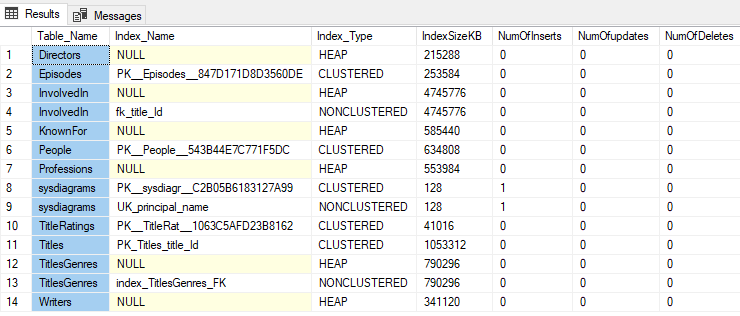 Results Messages
Table_Name Index_Name Index_Type IndexSizeKB NumOfInserts NumOfupdates NumOfDeletes
1 Directors NULL HEAP 215288 0 0 0
2 Episodes PK__Episodes__847D171D8D3560DE CLUSTERED 253584 0 0 0
3 InvolvedIn NULL HEAP 4745776 0 0 0
4 InvolvedIn fk_title_Id NONCLUSTERED 4745776 0 0 0
5 KnownFor NULL HEAP 585440 0 0 0
6 People PK__People__543B44E7C771F5DC CLUSTERED 634808 0 0 0
7 Professions NULL HEAP 553984 0 0 0
8 sysdiagrams PK__sysdiagr__C2B05B6183127A99 CLUSTERED 128 1 0 0
9 sysdiagrams UK_principal_name NONCLUSTERED 128 1 0 0
10 TitleRatings PK__TitleRat__1063C5AFD23B8162 CLUSTERED 41016 0 0 0
11 Titles PK_Titles_title_Id CLUSTERED 1053312 0 0 0
12 TitlesGenres NULL HEAP 790296 0 0 0
13 TitlesGenres index_TitlesGenres_FK NONCLUSTERED 790296 0 0 0
14 Writers NULL HEAP 341120 0 0 0